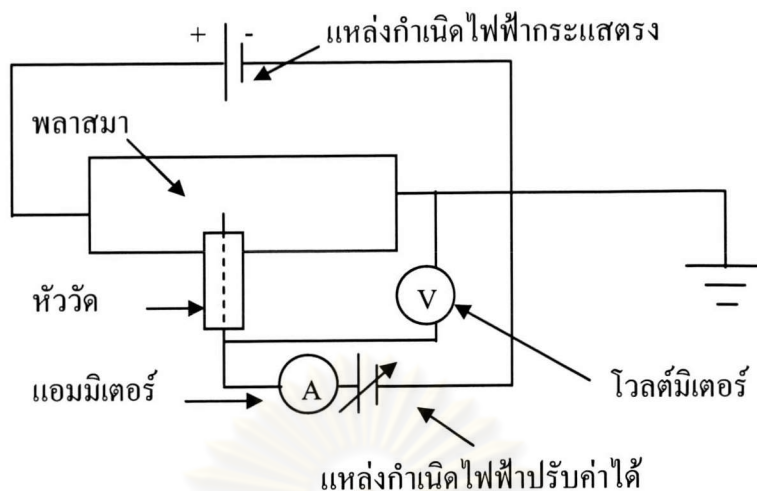 + -
แหล่งกำเนิดไฟฟ้ากระแสตรง
พลาสมา
หัววัด
V
แอมมิเตอร์
A
โวลต์มิเตอร์
แหล่งกำเนิดไฟฟ้าปรับค่าได้